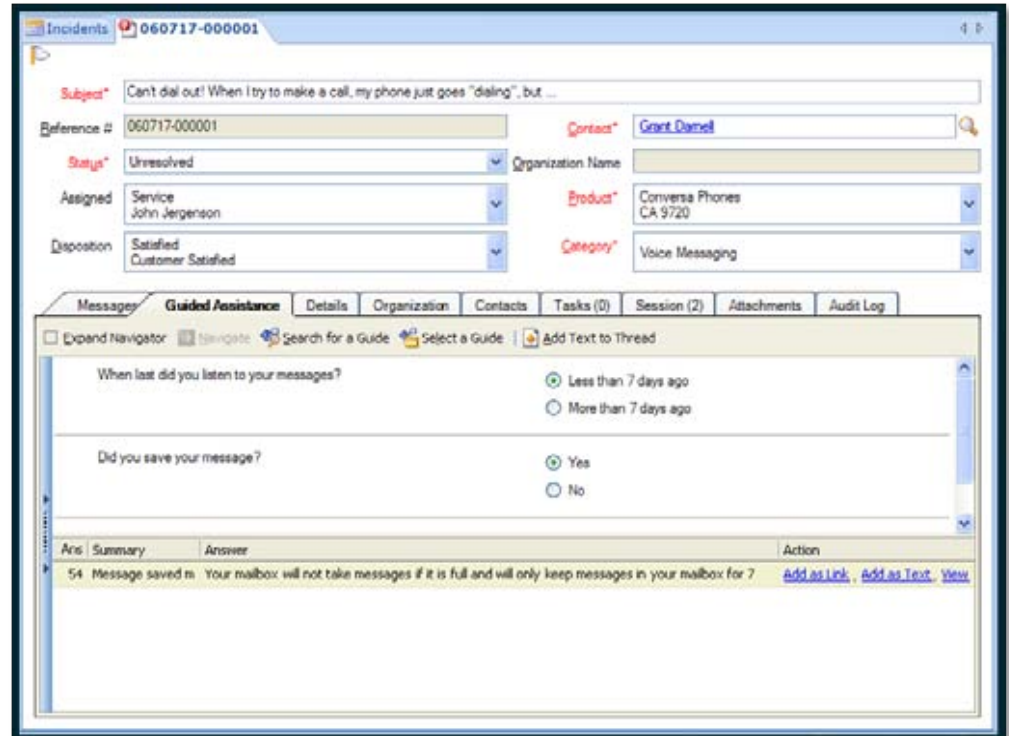 Incidents 060717-000001
Subject* Can't dial out! When I try to make a call, my phone just goes "dialing", but ...
Reference # 060717-000001 Contact* Grant Darnell
Status* Unresolved Organization Name
Assigned Service Product* Conversa Phones
John Jergenson CA 9720
Disposition Satisfied Category* Voice Messaging
Customer Satisfied
Messages Guided Assistance Details Organization Contacts Tasks (0) Session (2) Attachments Audit Log
Expand Navigator Navigate Search for a Guide Select a Guide Add Text to Thread
When last did you listen to your messages? Less than 7 days ago
More than 7 days ago
Did you save your message? Yes
No
Ans Summary Answer Action
54 Message saved m Your mailbox will not take messages if it is full and will only keep messages in your mailbox for 7 Add as Link , Add as Text , View